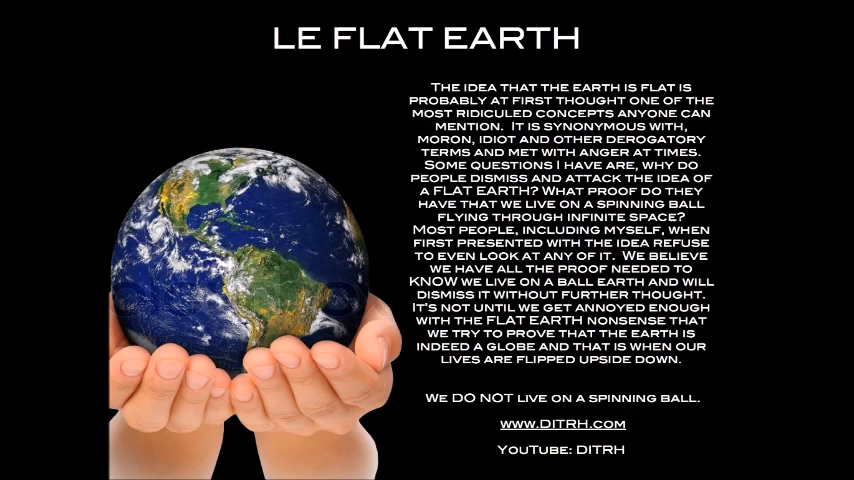 LE FLAT EARTH
THE IDEA THAT THE EARTH IS FLAT IS
PROBABLY AT FIRST THOUGHT ONE OF THE
MOST RIDICULED CONCEPTS ANYONE CAN
MENTION. IT IS SYNONYMOUS WITH,
MORON, IDIOT AND OTHER DEROGATORY
TERMS AND MET WITH ANGER AT TIMES.
SOME QUESTIONS I HAVE ARE, WHY DO
PEOPLE DISMISS AND ATTACK THE IDEA OF
A FLAT EARTH? WHAT PROOF DO THEY
HAVE THAT WE LIVE ON A SPINNING BALL
FLYING THROUGH INFINITE SPACE?
MOST PEOPLE, INCLUDING MYSELF, WHEN
FIRST PRESENTED WITH THE IDEA REFUSE
TO EVEN LOOK AT ANY OF IT. WE BELIEVE
WE HAVE ALL THE PROOF NEEDED TO
KNOW WE LIVE ON A BALL EARTH AND WILL
DISMISS IT WITHOUT FURTHER THOUGHT.
IT'S NOT UNTIL WE GET ANNOYED ENOUGH
WITH THE FLAT EARTH NONSENSE THAT
WE TRY TO PROVE THAT THE EARTH IS
INDEED A GLOBE AND THAT IS WHEN OUR
LIVES ARE FLIPPED UPSIDE DOWN.
WE DO NOT LIVE ON A SPINNING BALL.
WWW.DITRH.COM
YOUTUBE: DITRH